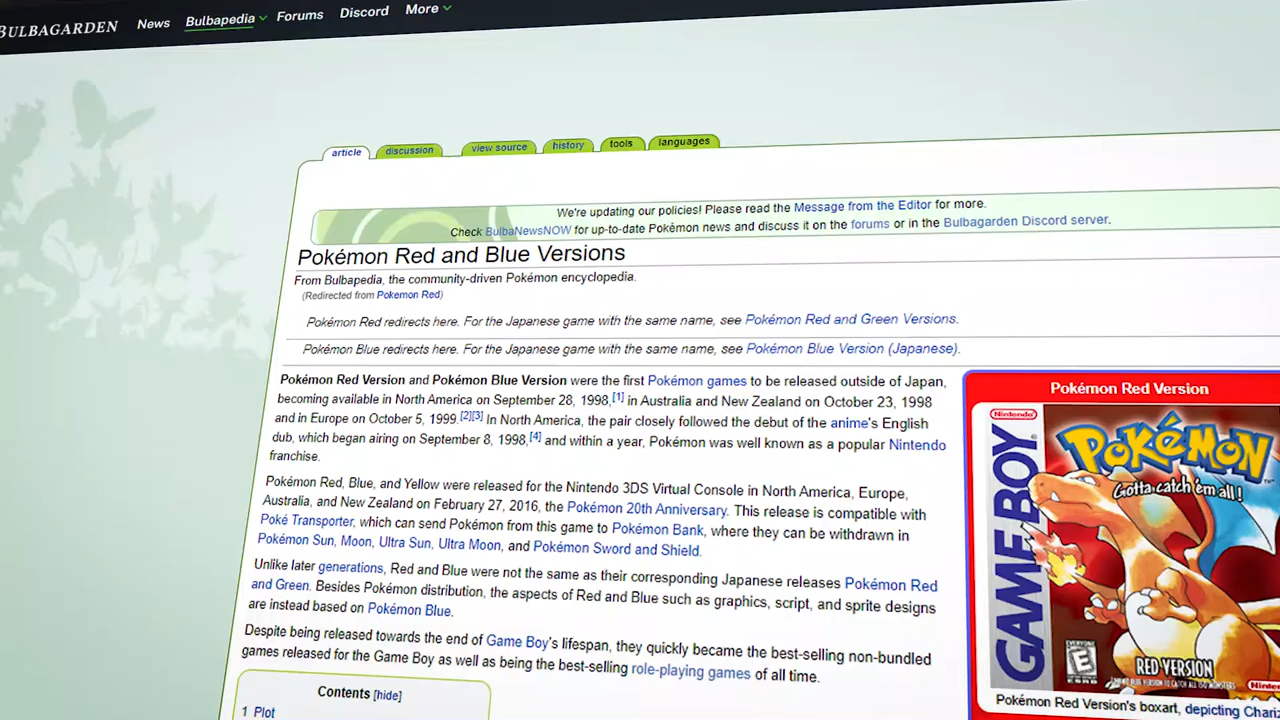 BULBAGARDEN News Bulbapedia Forums Discord More
article discussion view source history tools languages
We're updating our policies! Please read the Message from the Editor for more.
Check BulbaNewsNOW for up-to-date Pokémon news and discuss it on the forums or in the Bulbagarden Discord server.
Pokémon Red and Blue Versions
From Bulbapedia, the community-driven Pokémon encyclopedia.
(Redirected from Pokemon Red)
Pokémon Red redirects here. For the Japanese game with the same name, see Pokémon Red and Green Versions.
Pokémon Blue redirects here. For the Japanese game with the same name, see Pokémon Blue Version (Japanese).
Pokémon Red Version and Pokémon Blue Version were the first Pokémon games to be released outside of Japan,
becoming available in North America on September 28, 1998,[1] in Australia and New Zealand on October 23, 1998
and in Europe on October 5, 1999.[2][3] In North America, the pair closely followed the debut of the anime's English
dub, which began airing on September 8, 1998,[4] and within a year, Pokémon was well known as a popular Nintendo
franchise.
Pokémon Red, Blue, and Yellow were released for the Nintendo 3DS Virtual Console in North America, Europe,
Australia, and New Zealand on February 27, 2016, the Pokémon 20th Anniversary. This release is compatible with
Poké Transporter, which can send Pokémon from this game to Pokémon Bank, where they can be withdrawn in
Pokémon Sun, Moon, Ultra Sun, Ultra Moon, and Pokémon Sword and Shield.
Unlike later generations, Red and Blue were not the same as their corresponding Japanese releases Pokémon Red
and Green. Besides Pokémon distribution, the aspects of Red and Blue such as graphics, script, and sprite designs
are instead based on Pokémon Blue.
Despite being released towards the end of Game Boy's lifespan, they quickly became the best-selling non-bundled
games released for the Game Boy as well as being the best-selling role-playing games of all time.
Contents [hide]
1 Plot
Pokémon Red Version
Nintendo
GAME BOY
POKéMON
Gotta catch 'em all!
EVERYONE
E
ESRB
RED VERSION
Nintendo
Pokémon Red Version's boxart, depicting Chariz